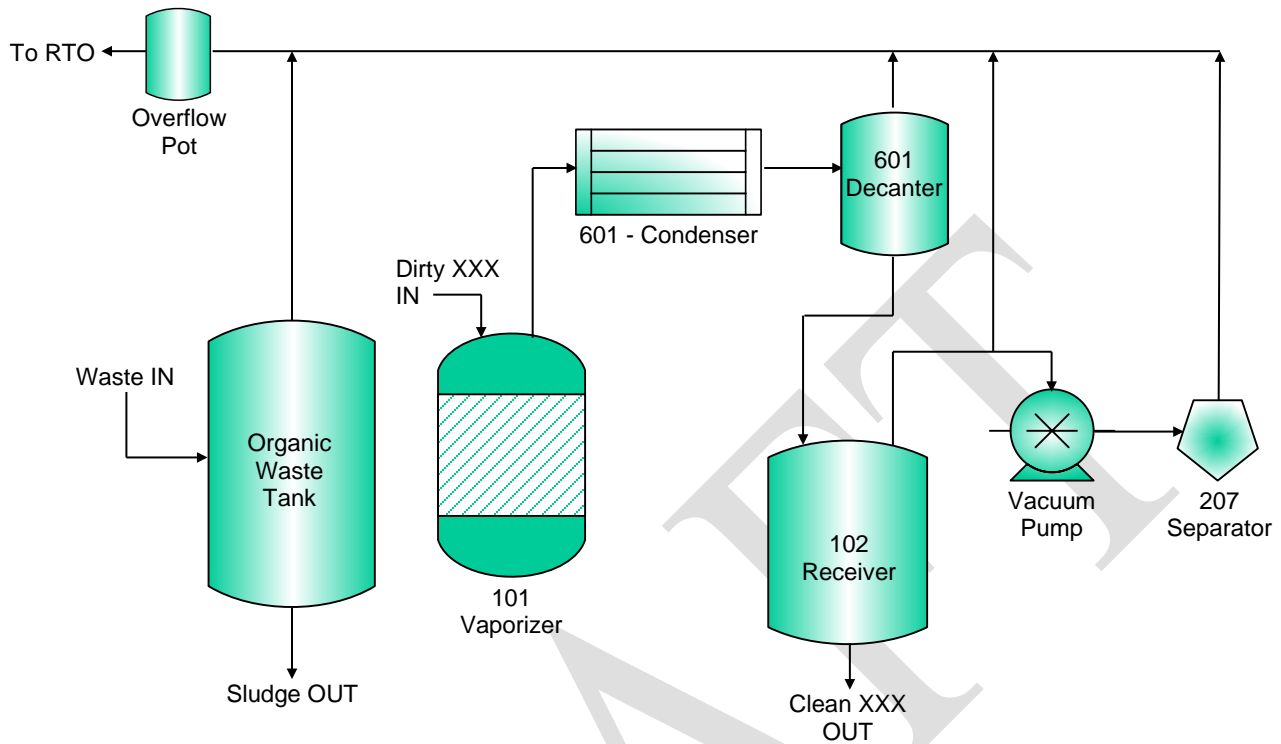 To RTO
Overflow
Pot
601
Decanter
601 - Condenser
Dirty XXX
IN
Waste IN
Organic
Waste
Tank
101
Vaporizer
102
Receiver
Vacuum
Pump
207
Separator
Sludge OUT
Clean XXX
OUT